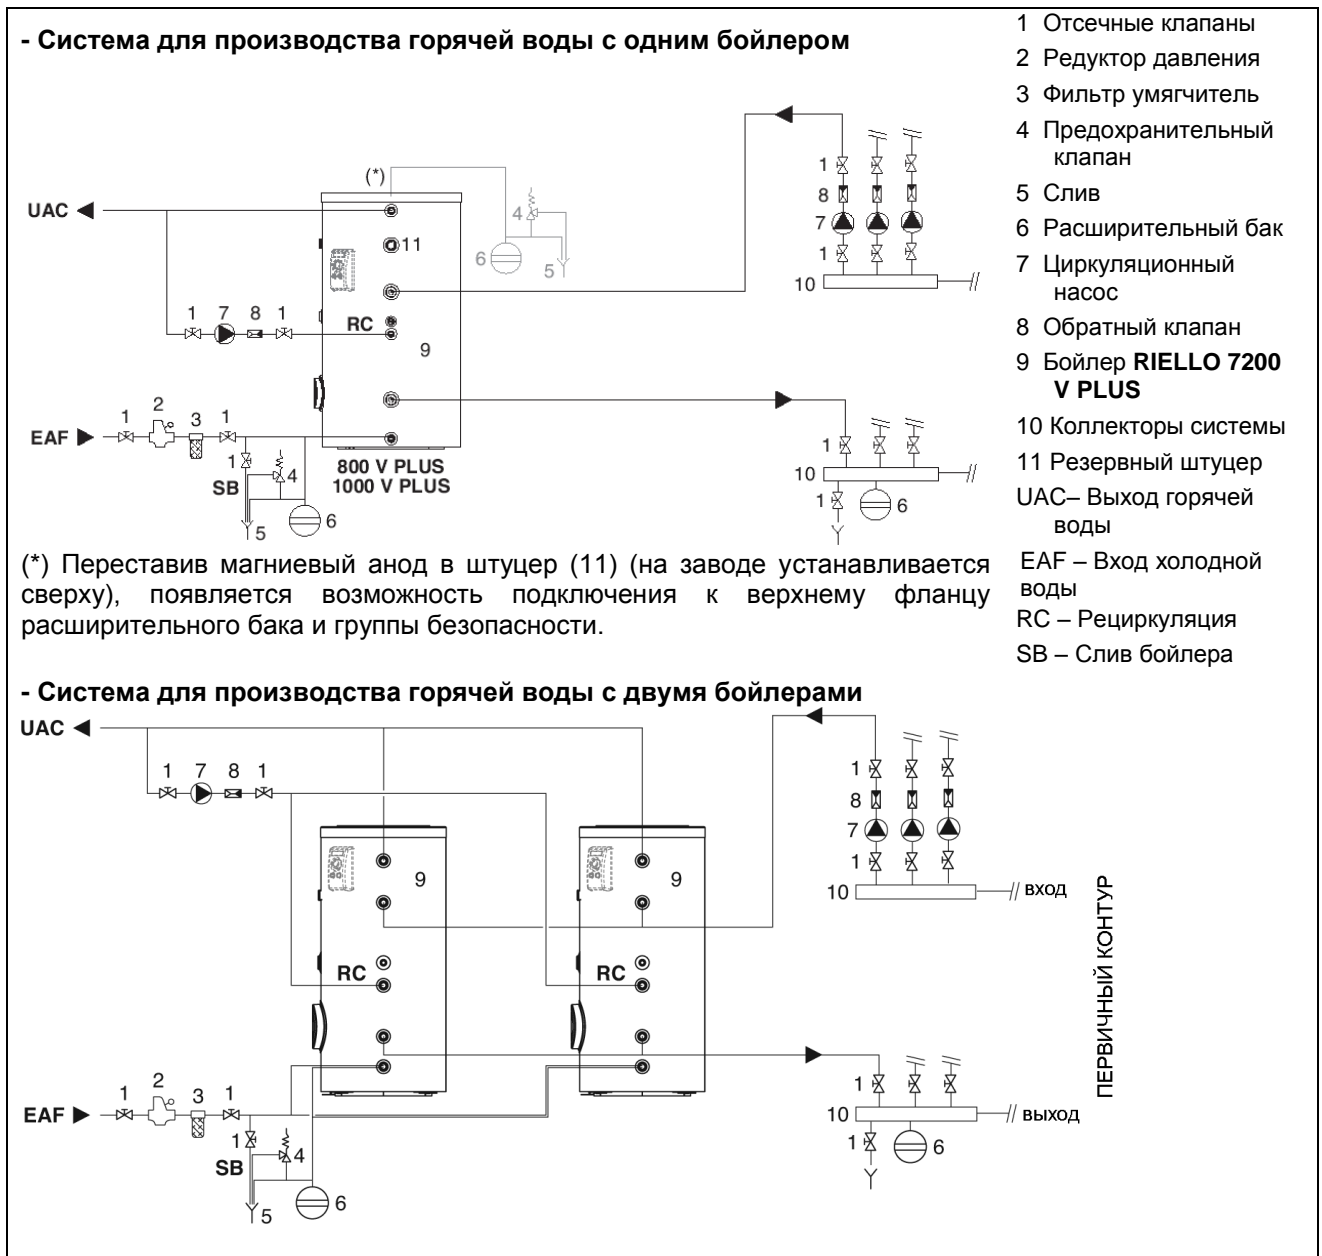 - Система для производства горячей воды с одним бойлером
(*)
UAC
11
4
6
5
1
8
7
1
10
1 7 8 1
RC
9
EAF
1
2
3
1
1
SB
4
5
6
800 V PLUS
1000 V PLUS
1
10
1
6
(*) Переставив магниевый анод в штуцер (11) (на заводе устанавливается
сверху), появляется возможность подключения к верхнему фланцу
расширительного бака и группы безопасности.
1 Отсечные клапаны
2 Редуктор давления
3 Фильтр умягчитель
4 Предохранительный
клапан
5 Слив
6 Расширительный бак
7 Циркуляционный
насос
8 Обратный клапан
9 Бойлер RIELLO 7200
V PLUS
10 Коллекторы системы
11 Резервный штуцер
UAC– Выход горячей
воды
EAF – Вход холодной
воды
RC – Рециркуляция
SB – Слив бойлера
- Система для производства горячей воды с двумя бойлерами
UAC
1 7 8 1
9
RC
9
RC
1
8
7
1
10
ВХОД
ПЕРВИЧНЫЙ КОНТУР
EAF
1
2
3
1
1
SB
4
5
6
1
10
ВЫХОД
1
6